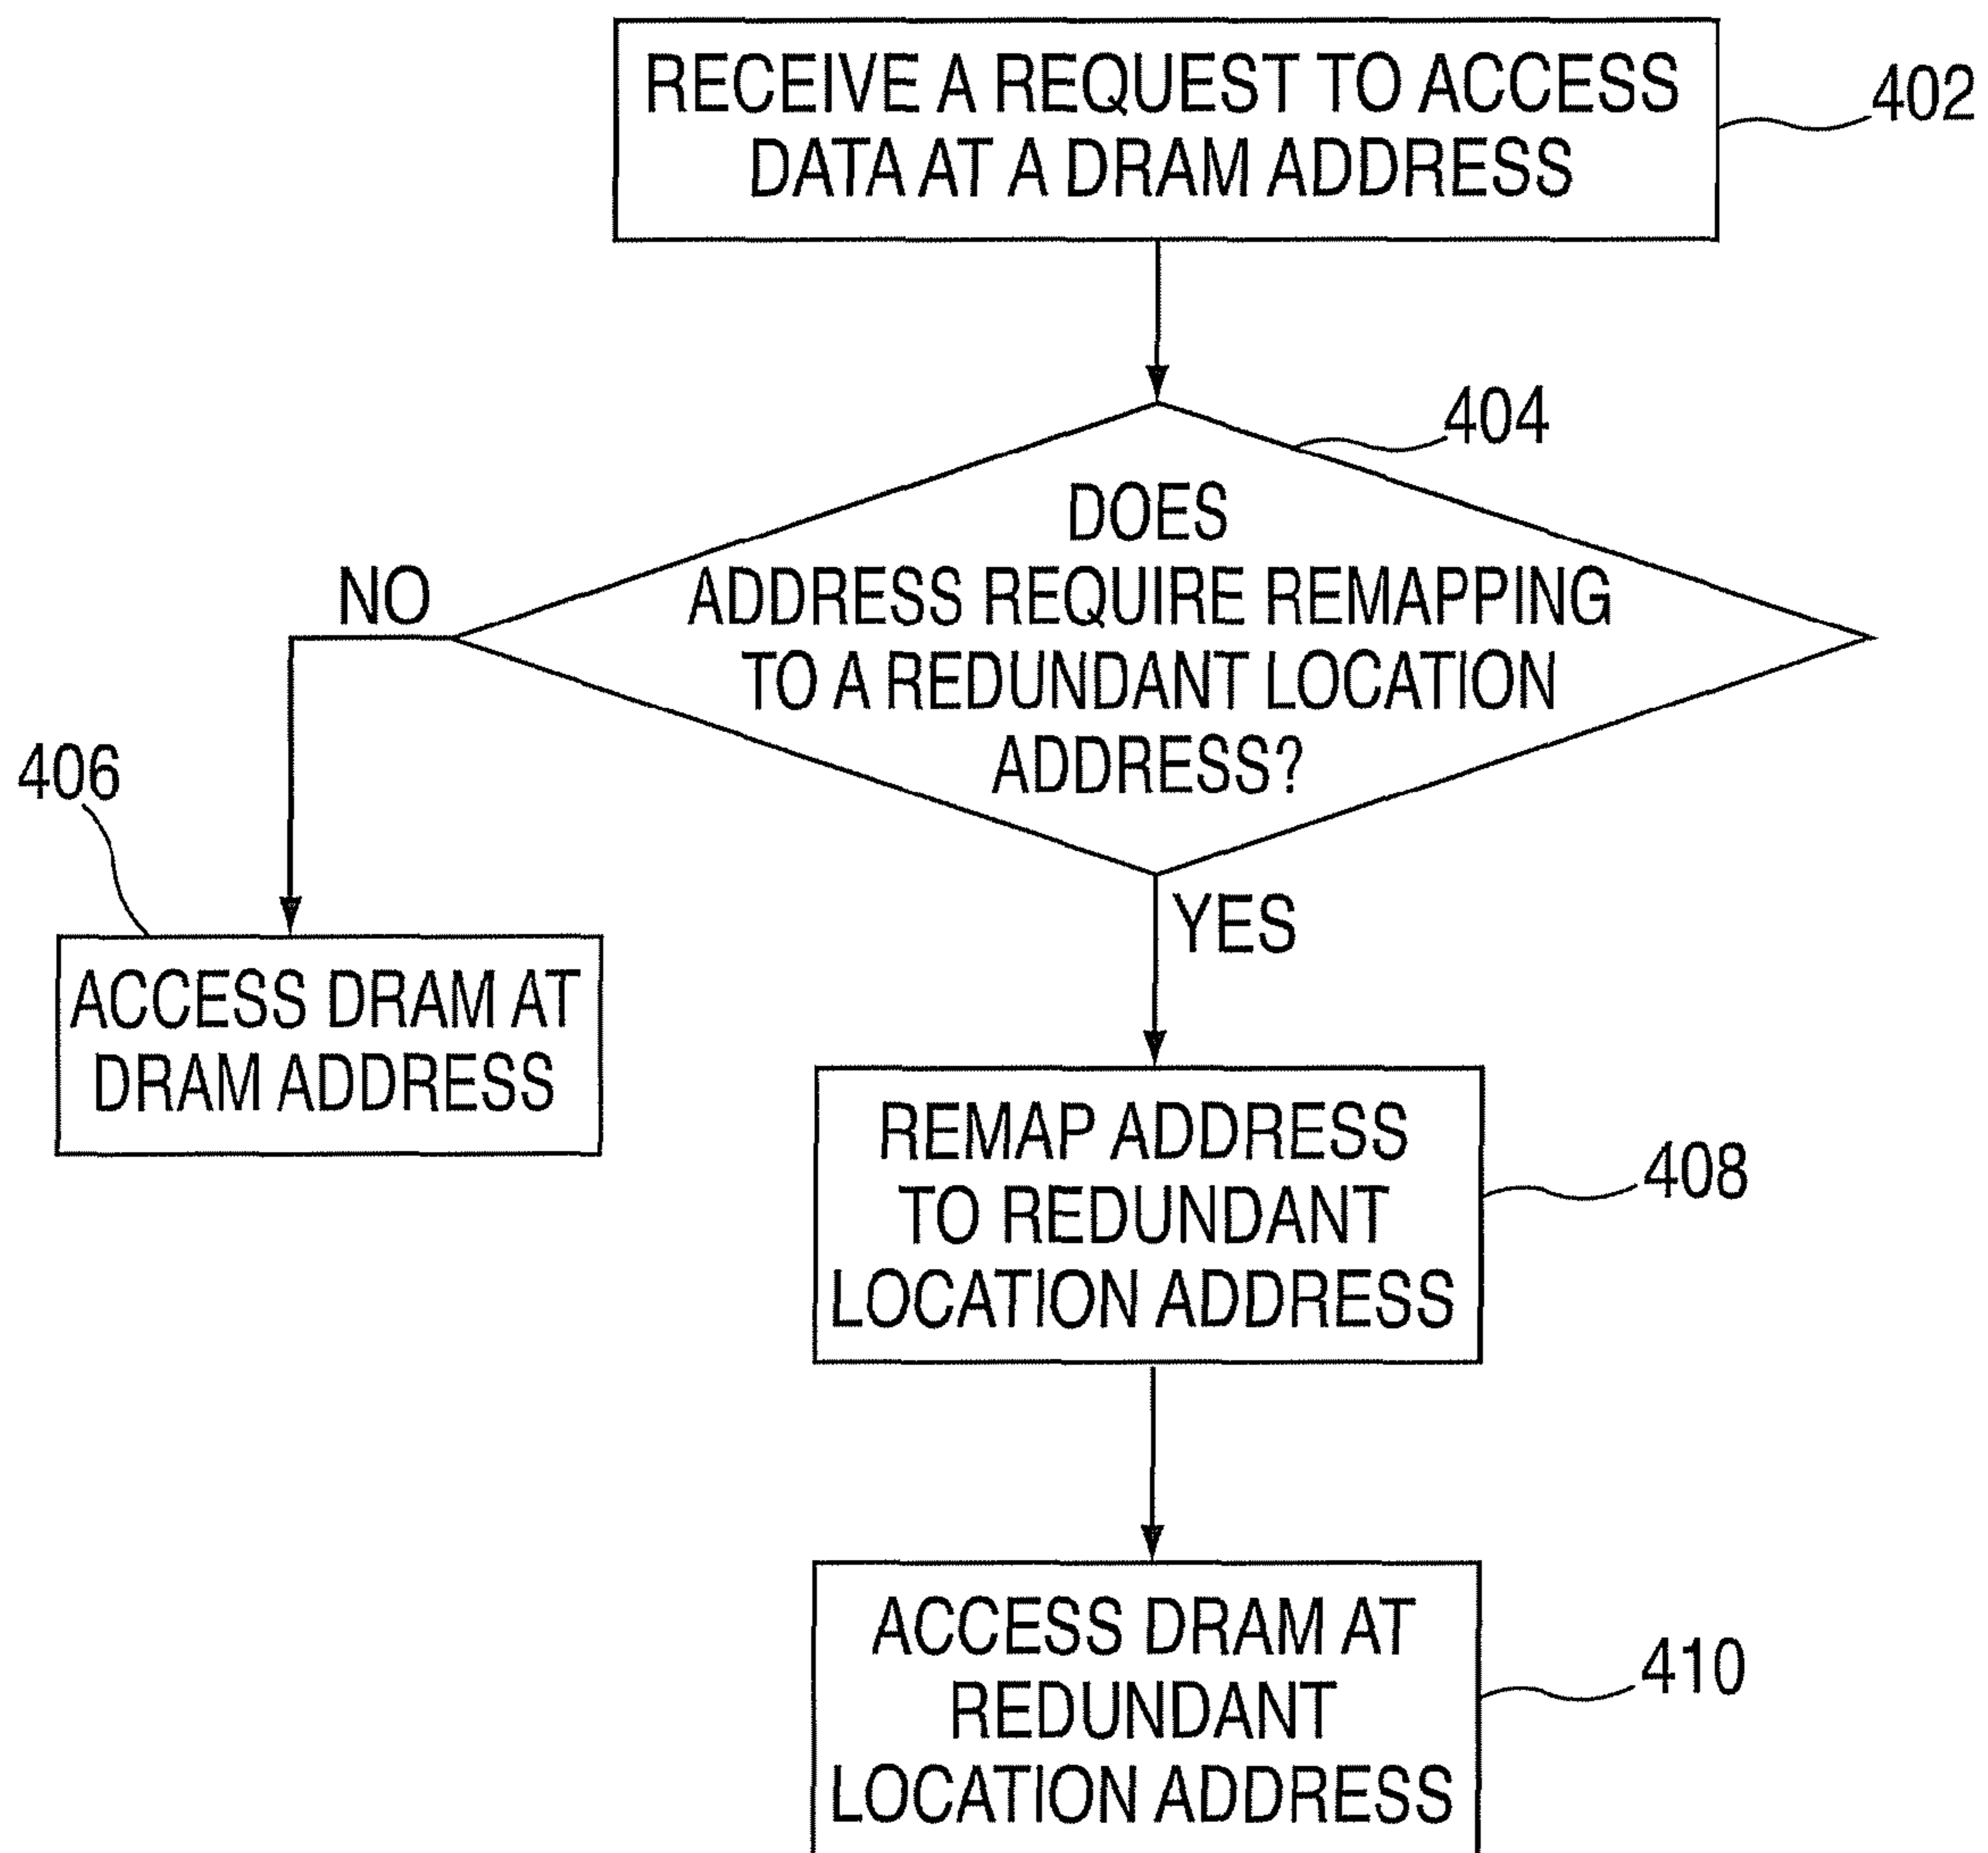 RECEIVE A REQUEST TO ACCESS
DATA AT A DRAM ADDRESS
402
404
DOES
ADDRESS REQUIRE REMAPPING
TO A REDUNDANT LOCATION
ADDRESS?
NO
406
ACCESS DRAM AT
DRAM ADDRESS
YES
REMAP ADDRESS
TO REDUNDANT
LOCATION ADDRESS
408
ACCESS DRAM AT
REDUNDANT
LOCATION ADDRESS
410